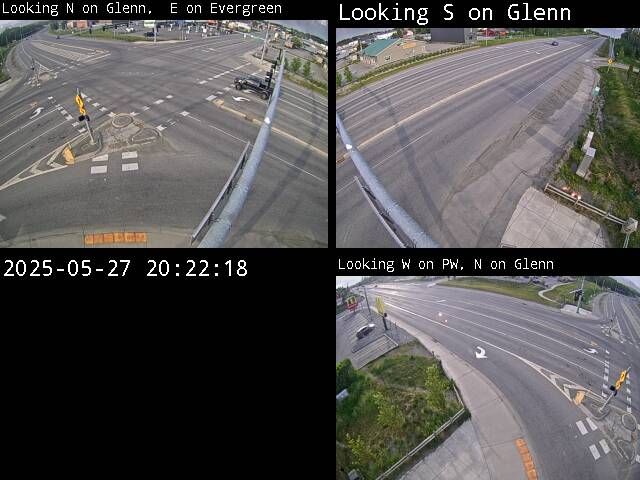 Looking N on Glenn,  E on Evergreen
Looking S on Glenn
2025-05-27 20:22:18
Looking W on PW, N on Glenn